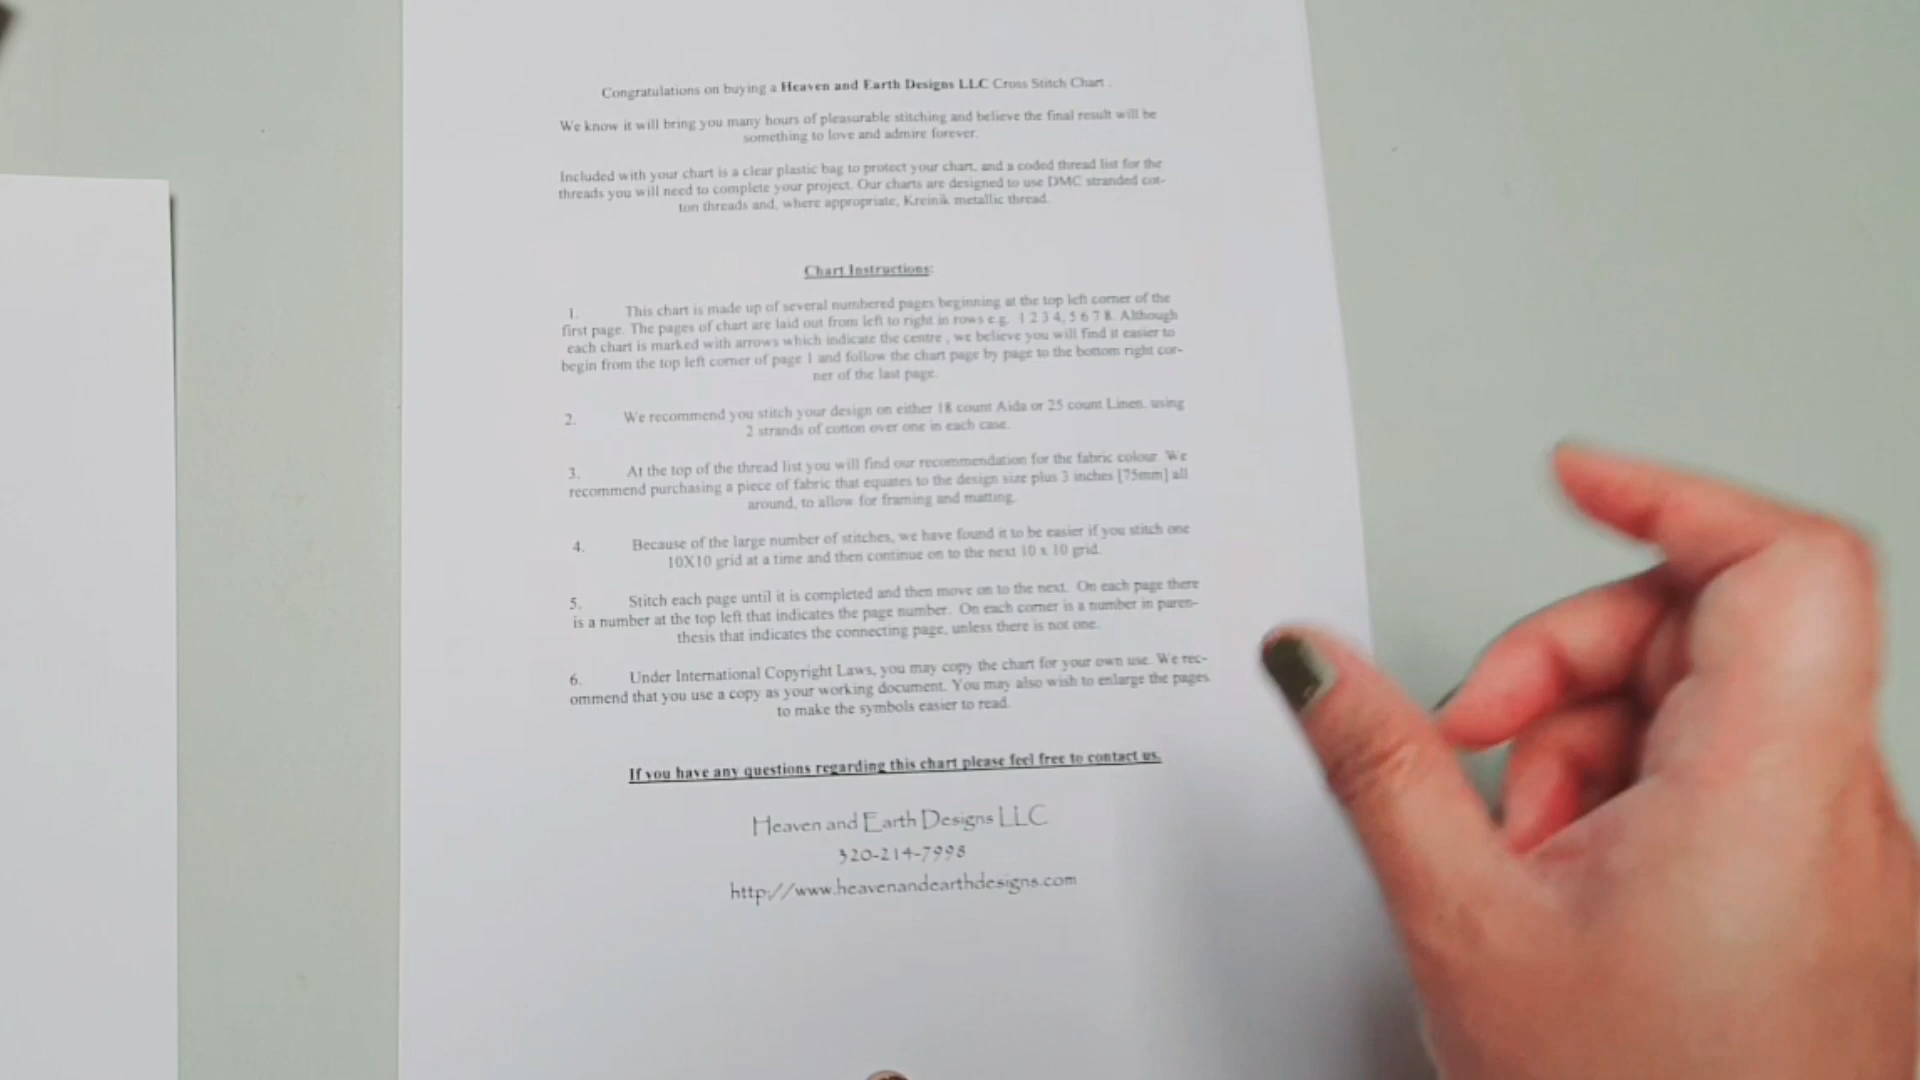 Congratulations on buying a Heaven and Earth Designs LLC Cross Stitch Chart .
We know it will bring you many hours of pleasurable stitching and believe the final result will be
something to love and admire forever.
Included with your chart is a clear plastic bag to protect your chart, and a coded thread list for the
threads you will need to complete your project. Our charts are designed to use DMC stranded cot-
ton threads and, where appropriate, Kreinik metallic thread.
Chart Instructions:
1. This chart is made up of several numbered pages beginning at the top left corner of the
first page. The pages of chart are laid out from left to right in rows e.g. 1 2 3 4, 5 6 7 8. Although
each chart is marked with arrows which indicate the centre , we believe you will find it easier to
begin from the top left corner of page 1 and follow the chart page by page to the bottom right cor-
ner of the last page.
2. We recommend you stitch your design on either 18 count Aida or 25 count Linen, using
2 strands of cotton over one in each case.
3. At the top of the thread list you will find our recommendation for the fabric colour. We
recommend purchasing a piece of fabric that equates to the design size plus 3 inches [75mm] all
around, to allow for framing and matting.
4. Because of the large number of stitches, we have found it to be easier if you stitch one
10X10 grid at a time and then continue on to the next 10 x 10 grid.
5. Stitch each page until it is completed and then move on to the next. On each page there
is a number at the top left that indicates the page number. On each corner is a number in paren-
thesis that indicates the connecting page, unless there is not one.
6. Under International Copyright Laws, you may copy the chart for your own use. We rec-
ommend that you use a copy as your working document. You may also wish to enlarge the pages
to make the symbols easier to read.
If you have any questions regarding this chart please feel free to contact us.
Heaven and Earth Designs LLC
320-214-7998
http://www.heavenandearthdesigns.com